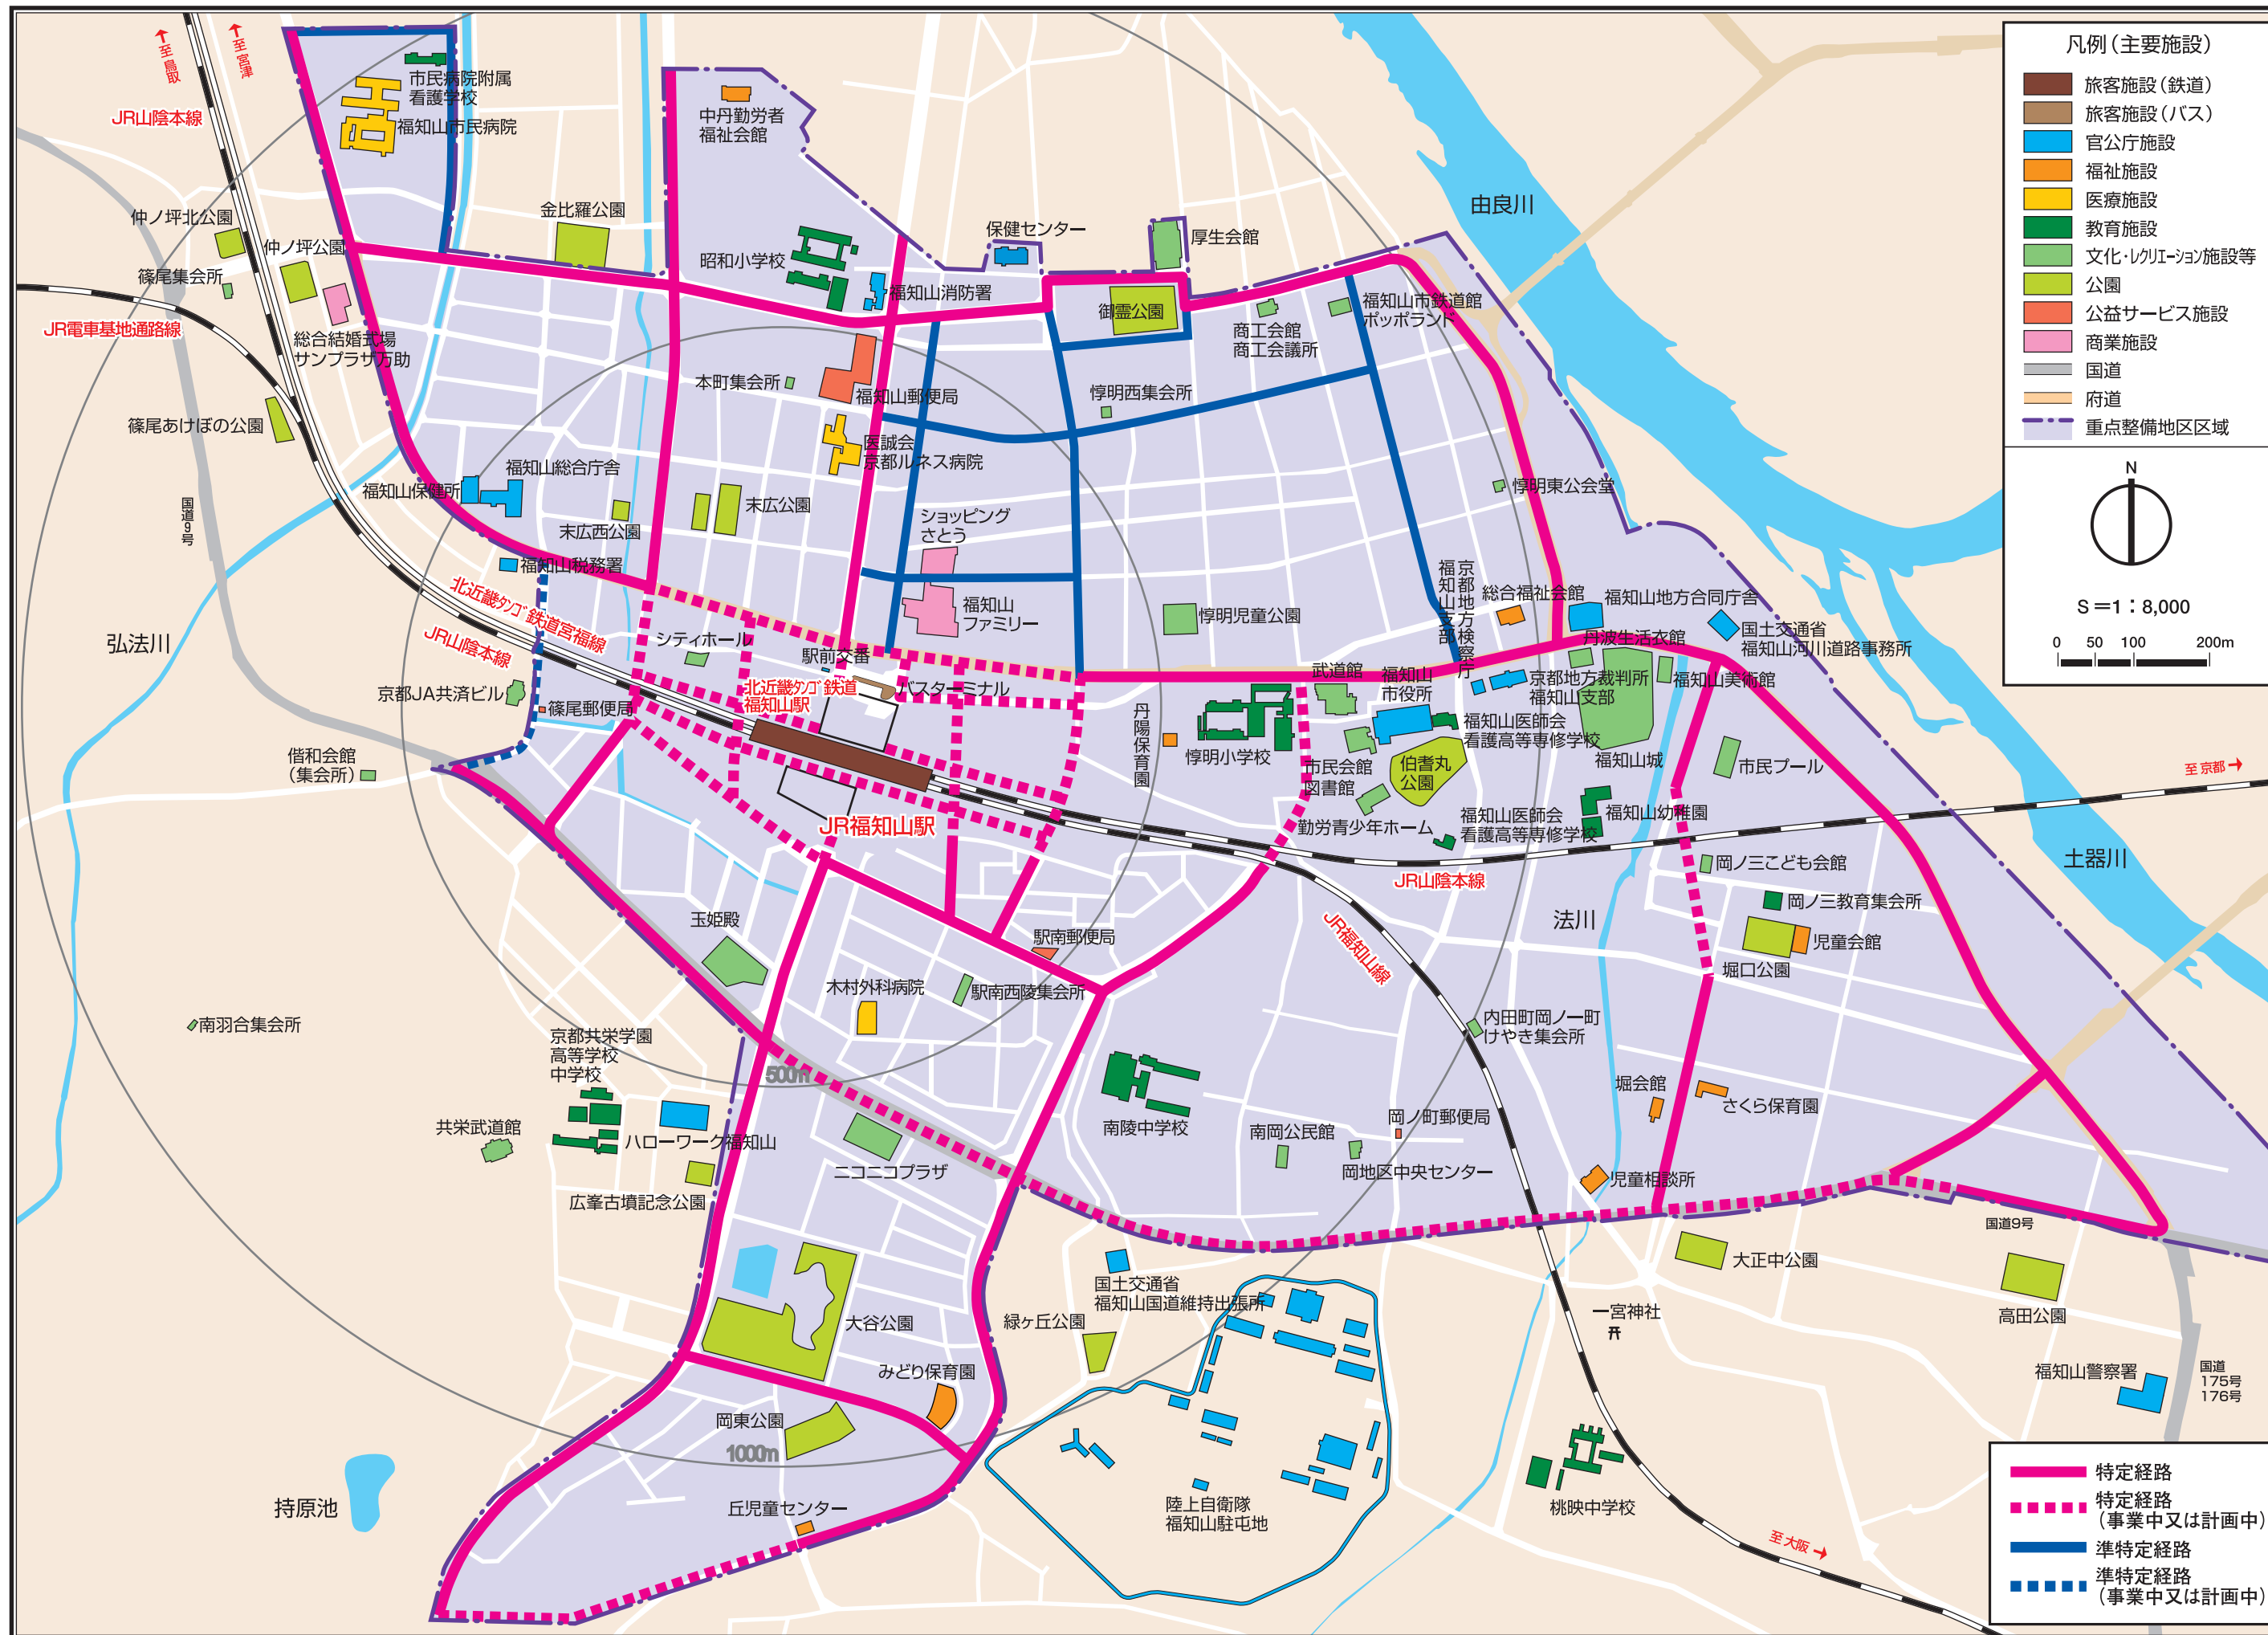 凡例（主要施設）
旅客施設（鉄道）
旅客施設（バス）
官公庁施設
福祉施設
医療施設
教育施設
文化・レクリエーション施設等
公園
公益サービス施設
商業施設
国道
府道
重点整備地区区域
N
S＝1：8,000
0 50 100 200m
至 鳥取
至 宮津
JR山陰本線
市民病院附属
看護学校
福知山市民病院
中丹勤労者
福祉会館
由良川
仲ノ坪北公園
金比羅公園
保健センター
厚生会館
仲ノ坪公園
昭和小学校
篠尾集会所
福知山消防署
御霊公園
福知山市鉄道館
ポッポランド
商工会館
商工会議所
JR電車基地通路線
総合結婚式場
サンプラザ万助
本町集会所
福知山郵便局
惇明西集会所
篠尾あけぼの公園
医誠会
京都ルネス病院
福知山総合庁舎
福知山保健所
惇明東公会堂
国道9号
末広公園
末広西公園
ショッピング
さとう
福知山税務署
北近畿タンゴ鉄道宮福線
JR山陰本線
福知山
ファミリー
惇明児童公園
京都地方検察庁
福知山支部
総合福祉会館
福知山地方合同庁舎
国土交通省
福知山河川道路事務所
丹波生活衣館
弘法川
シティホール
駅前交番
北近畿タンゴ鉄道
福知山駅
バスターミナル
武道館
福知山
市役所
京都地方裁判所
福知山支部
福知山美術館
京都JA共済ビル
篠尾郵便局
丹陽保育園
惇明小学校
福知山医師会
看護高等専修学校
福知山城
市民プール
偕和会館
（集会所）
市民会館
図書館
伯耆丸
公園
至 京都
JR福知山駅
勤労青少年ホーム
福知山医師会
看護高等専修学校
福知山幼稚園
土器川
岡ノ三こども会館
JR山陰本線
岡ノ三教育集会所
法川
JR福知山線
児童会館
堀口公園
玉姫殿
駅南郵便局
木村外科病院
駅南西陵集会所
南羽合集会所
内田町岡ノ一町
けやき集会所
京都共栄学園
高等学校
中学校
500m
堀会館
さくら保育園
共栄武道館
ハローワーク福知山
ニコニコプラザ
南陵中学校
岡ノ町郵便局
南岡公民館
岡地区中央センター
児童相談所
広峯古墳記念公園
国道9号
大正中公園
国土交通省
福知山国道維持出張所
高田公園
一宮神社
大谷公園
緑ヶ丘公園
みどり保育園
福知山警察署
国道
175号
176号
岡東公園
1000m
持原池
丘児童センター
陸上自衛隊
福知山駐屯地
桃映中学校
至 大阪
特定経路
特定経路
（事業中又は計画中）
準特定経路
準特定経路
（事業中又は計画中）